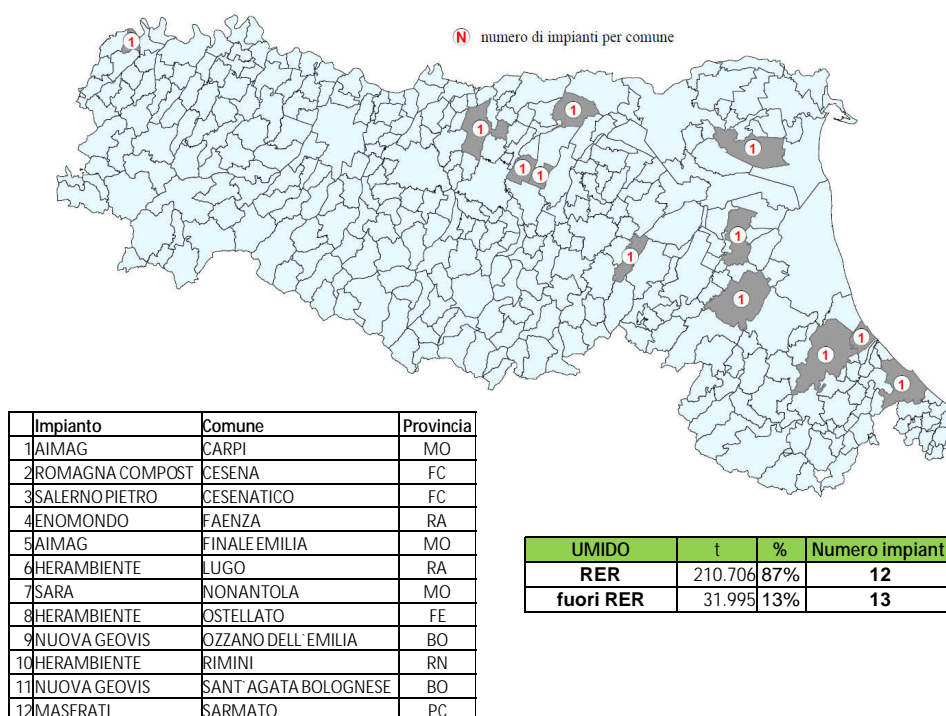 N numero di impianti per comune
1
1
1
1
1 1
1
1
1
1
1
1
Impianto Comune Provincia
1 AIMAG CARPI MO
2 ROMAGNA COMPOST CESENA FC
3 SALERNO PIETRO CESENATICO FC
4 ENOMONDO FAENZA RA
5 AIMAG FINALE EMILIA MO
6 HERAMBIENTE LUGO RA
7 SARA NONANTOLA MO
8 HERAMBIENTE OSTELLATO FE
9 NUOVA GEOVIS OZZANO DELL`EMILIA BO
10 HERAMBIENTE RIMINI RN
11 NUOVA GEOVIS SANT`AGATA BOLOGNESE BO
12 MASERATI SARMATO PC
UMIDO t % Numero impianti
RER 210.706 87% 12
fuori RER 31.995 13% 13